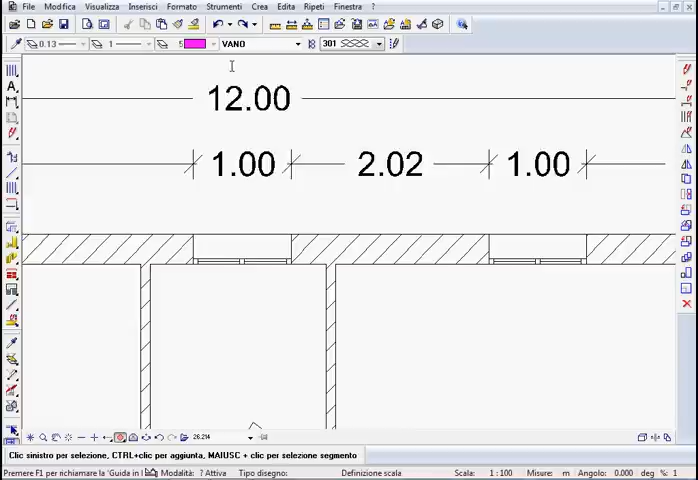 File Modifica Visualizza Inserisci Formato Strumenti Crea Edita Ripeti Finestra ?
0.13 1 5 VANO 301
12.00
1.00 2.02 1.00
26.214
Clic sinistro per selezione, CTRL+clic per aggiunta, MAIUSC + clic per selezione segmento
Premere F1 per richiamare la 'Guida in l Modalità: ? Attiva Tipo disegno: Definizione scala Scala: 1 : 100 Misure: m Angolo: 0.000 deg Numero: 1